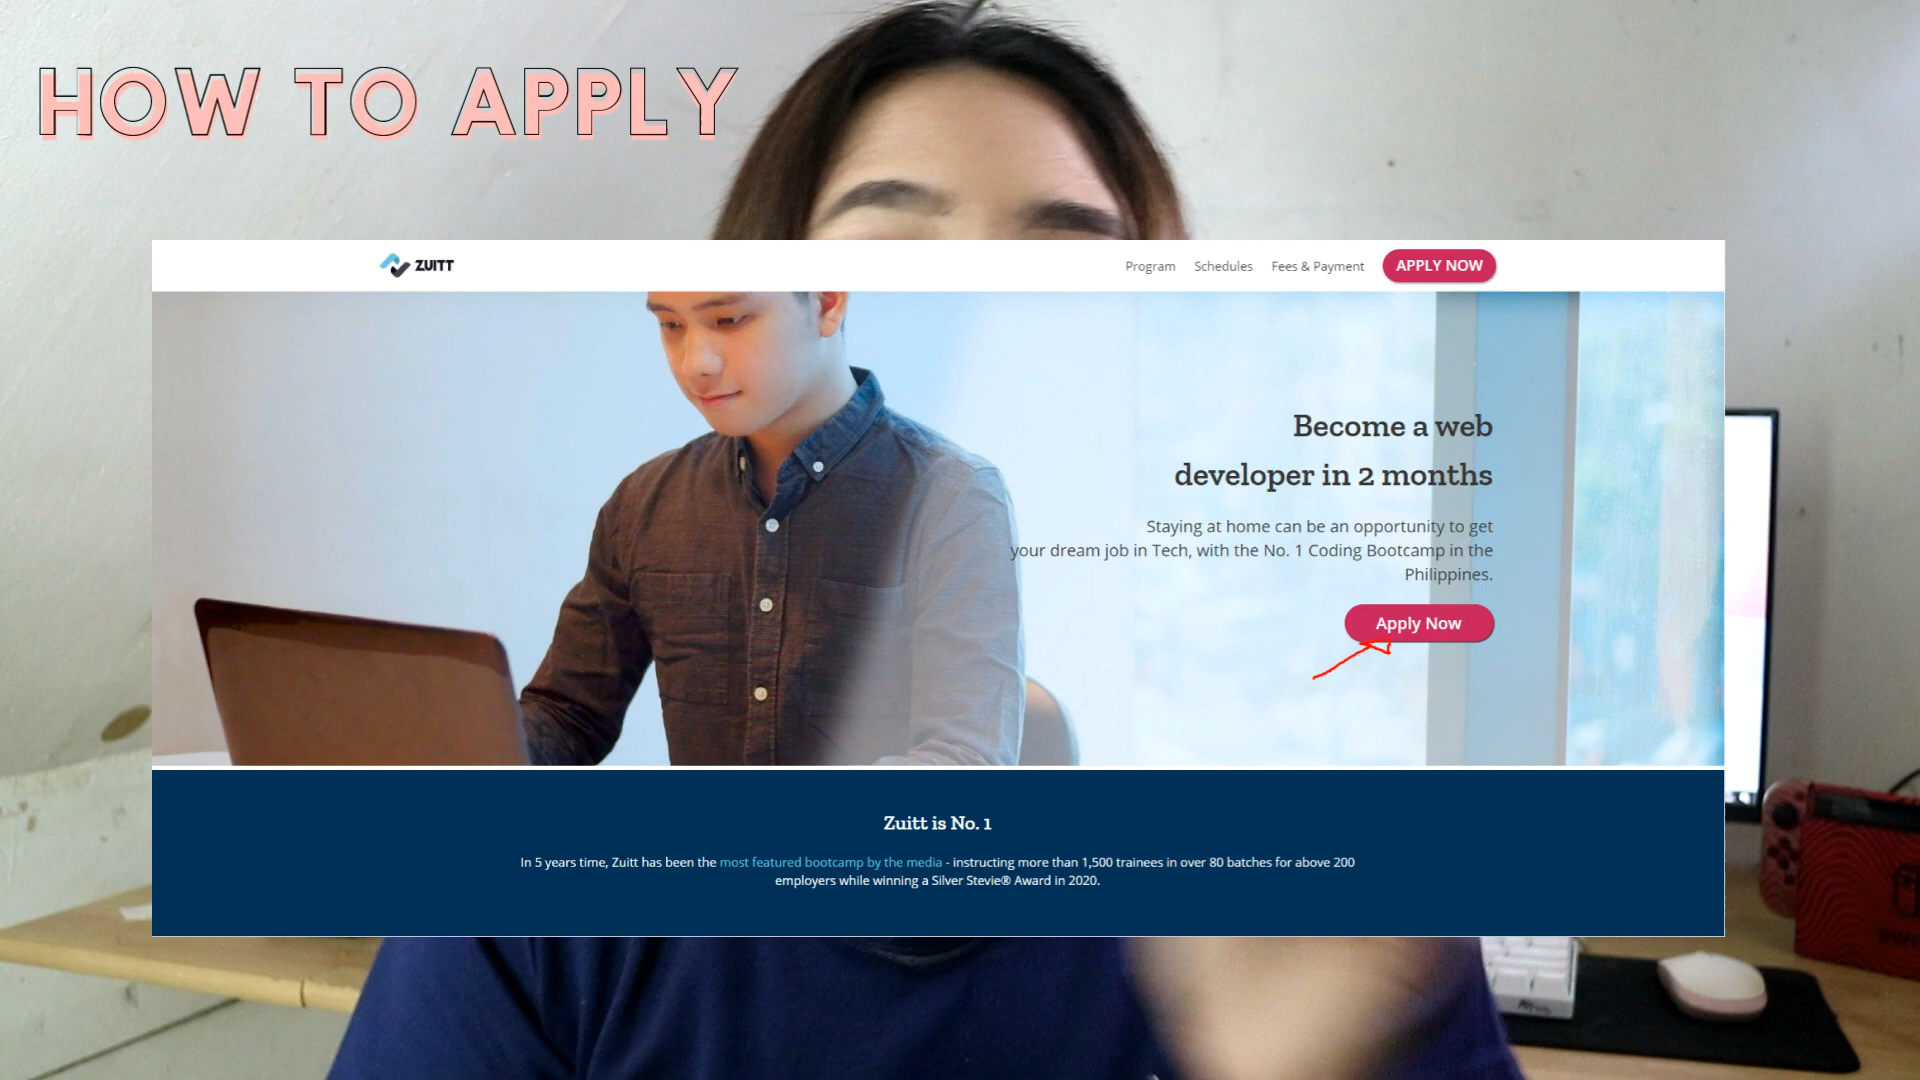 HOW TO APPLY
ZUITT
Program Schedules Fees & Payment APPLY NOW
Become a web
developer in 2 months
Staying at home can be an opportunity to get
your dream job in Tech, with the No. 1 Coding Bootcamp in the
Philippines.
Apply Now
Zuitt is No. 1
In 5 years time, Zuitt has been the most featured bootcamp by the media - instructing more than 1,500 trainees in over 80 batches for above 200
employers while winning a Silver Stevie® Award in 2020.